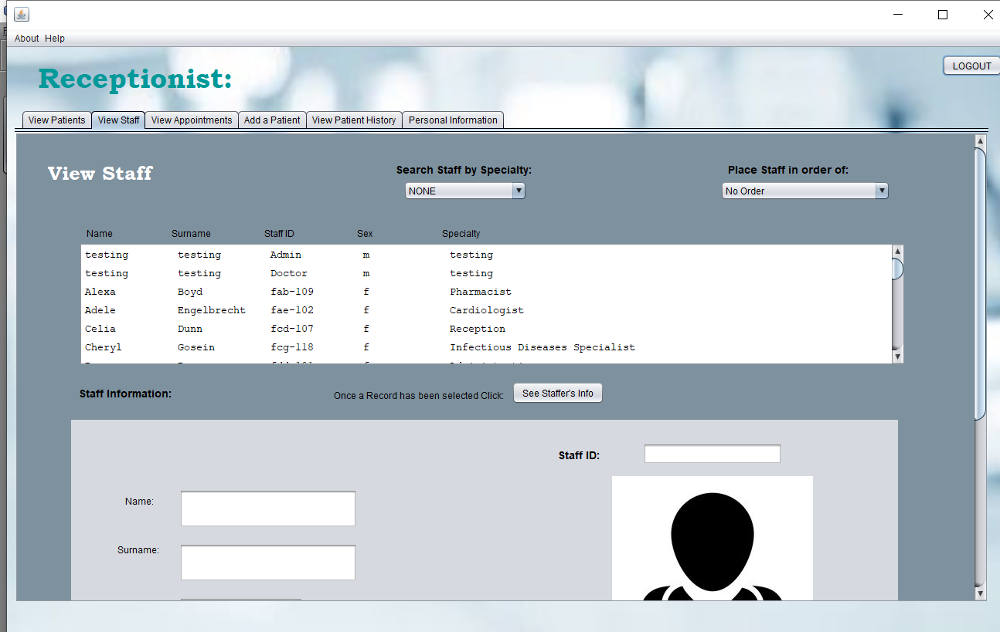 About Help
LOGOUT
Receptionist:
View Patients View Staff View Appointments Add a Patient View Patient History Personal Information
View Staff
Search Staff by Specialty:
Place Staff in order of:
NONE
No Order
Name Surname Staff ID Sex Specialty
testing testing Admin m testing
testing testing Doctor m testing
Alexa Boyd fab-109 f Pharmacist
Adele Engelbrecht fae-102 f Cardiologist
Celia Dunn fcd-107 f Reception
Cheryl Gosein fcg-118 f Infectious Diseases Specialist
Staff Information:
Once a Record has been selected Click: See Staffer's Info
Staff ID:
Name:
Surname: